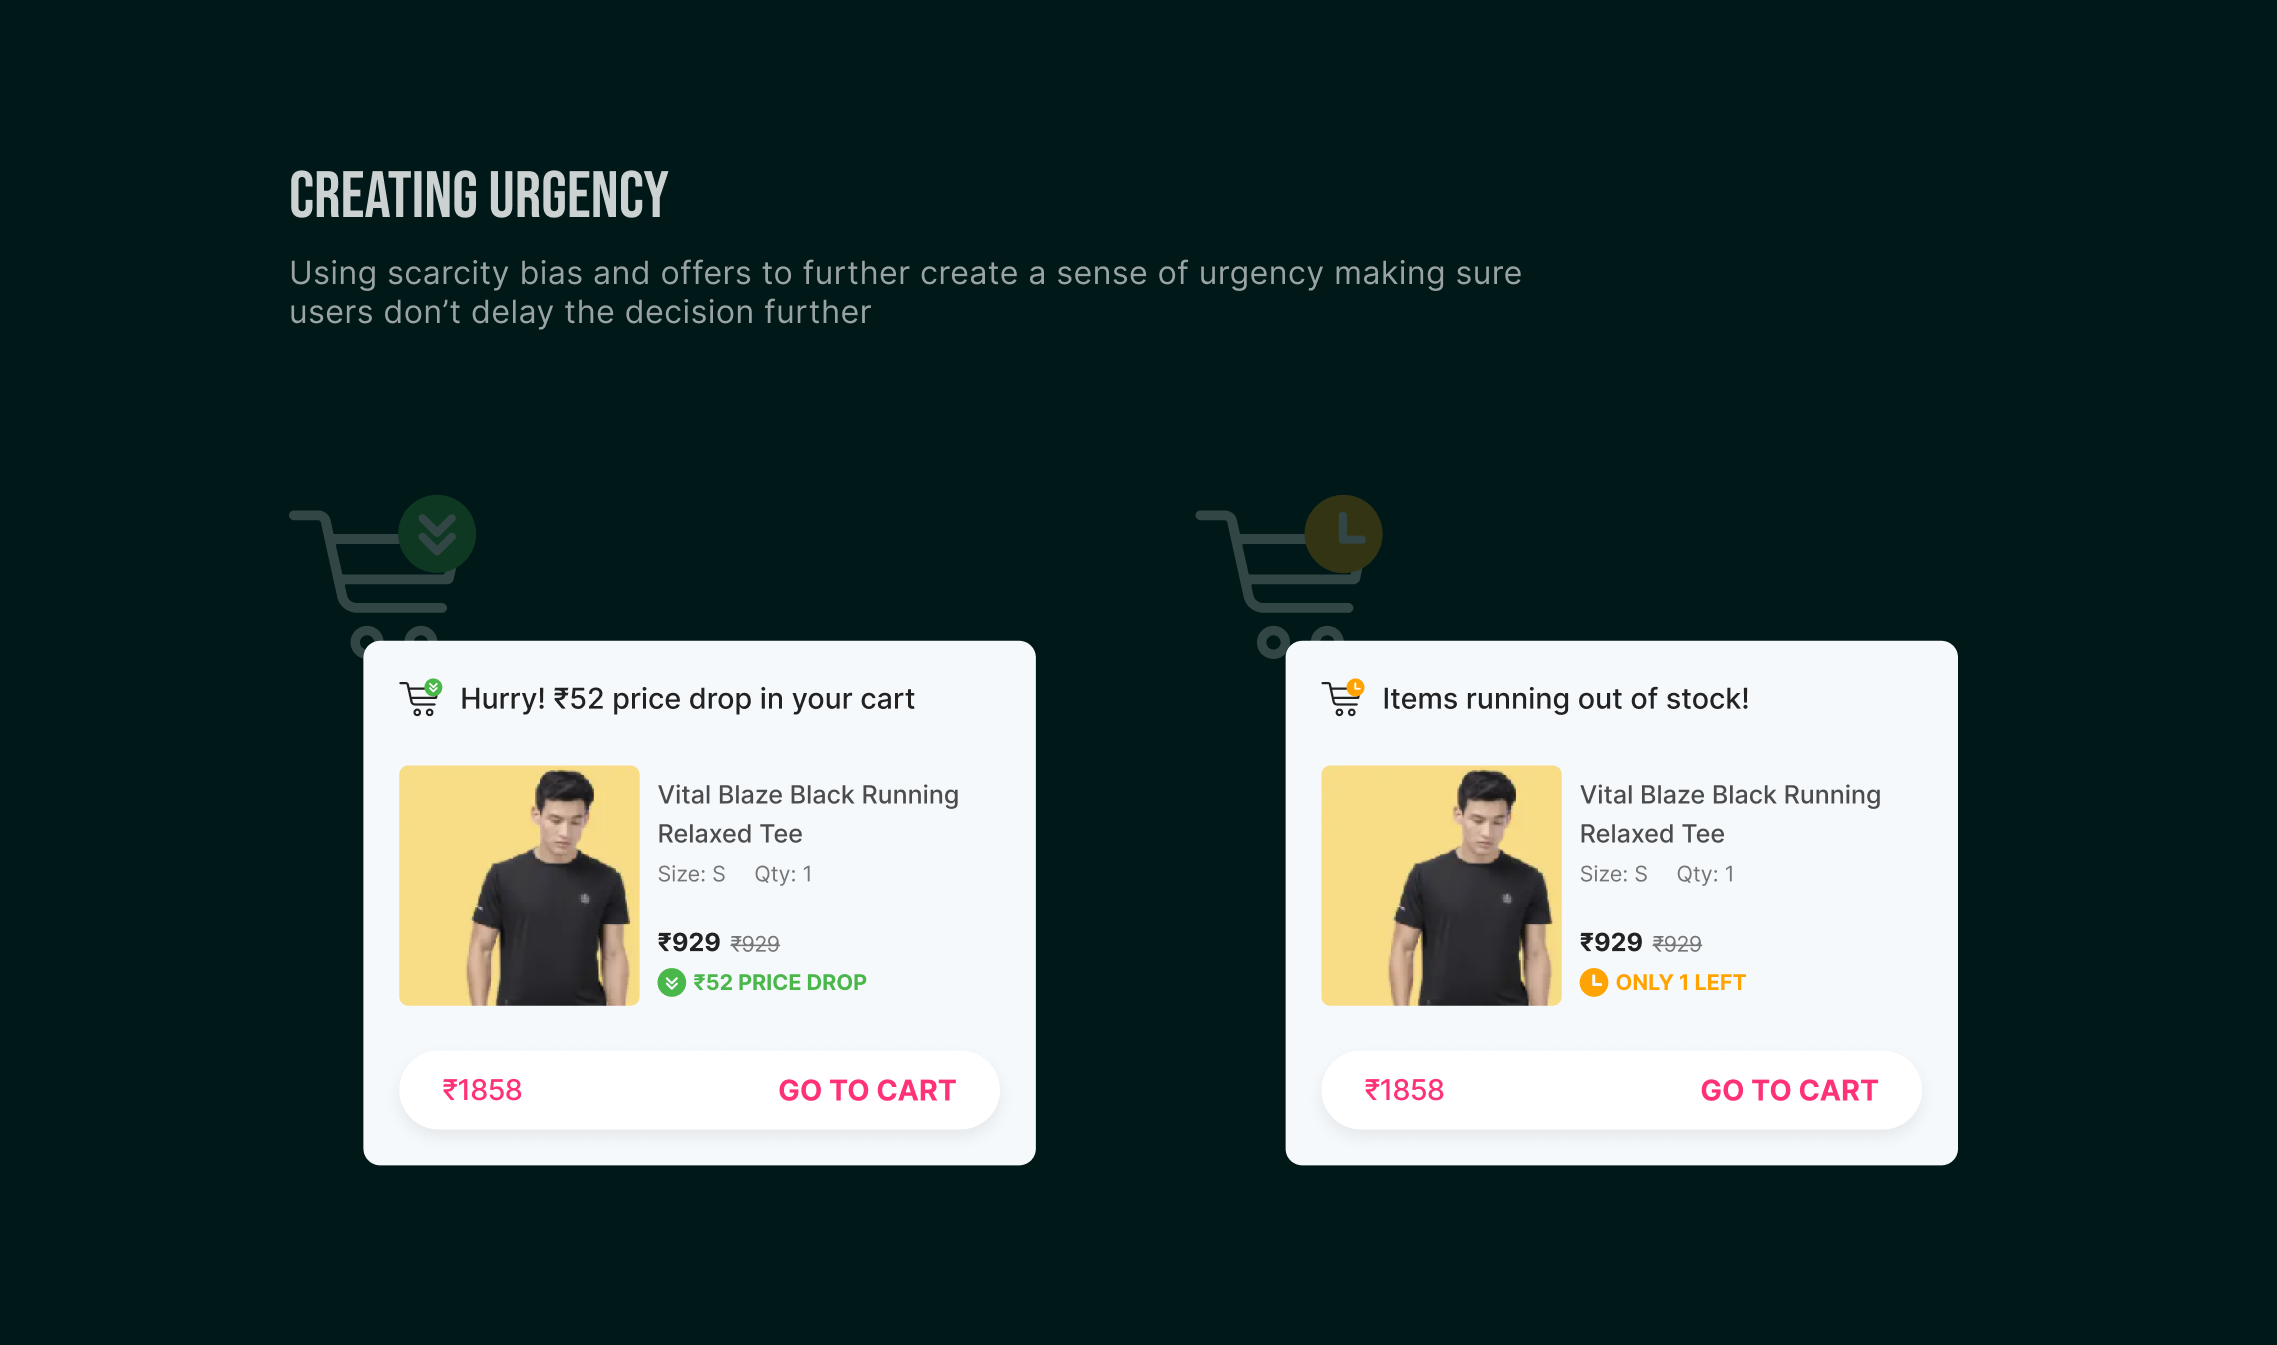 CREATING URGENCY
Using scarcity bias and offers to further create a sense of urgency making sure
users don’t delay the decision further
Hurry! ₹52 price drop in your cart
Vital Blaze Black Running
Relaxed Tee
Size: S Qty: 1
₹929 ₹929
₹52 PRICE DROP
₹1858 GO TO CART
Items running out of stock!
Vital Blaze Black Running
Relaxed Tee
Size: S Qty: 1
₹929 ₹929
ONLY 1 LEFT
₹1858 GO TO CART